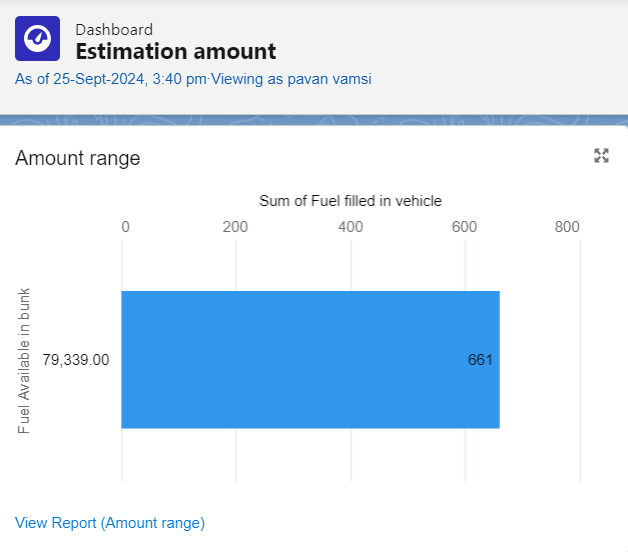 Dashboard
Estimation amount
As of 25-Sept-2024, 3:40 pm·Viewing as pavan vamsi
Amount range
Sum of Fuel filled in vehicle
0 200 400 600 800
Fuel Available in bunk
79,339.00
661
View Report (Amount range)